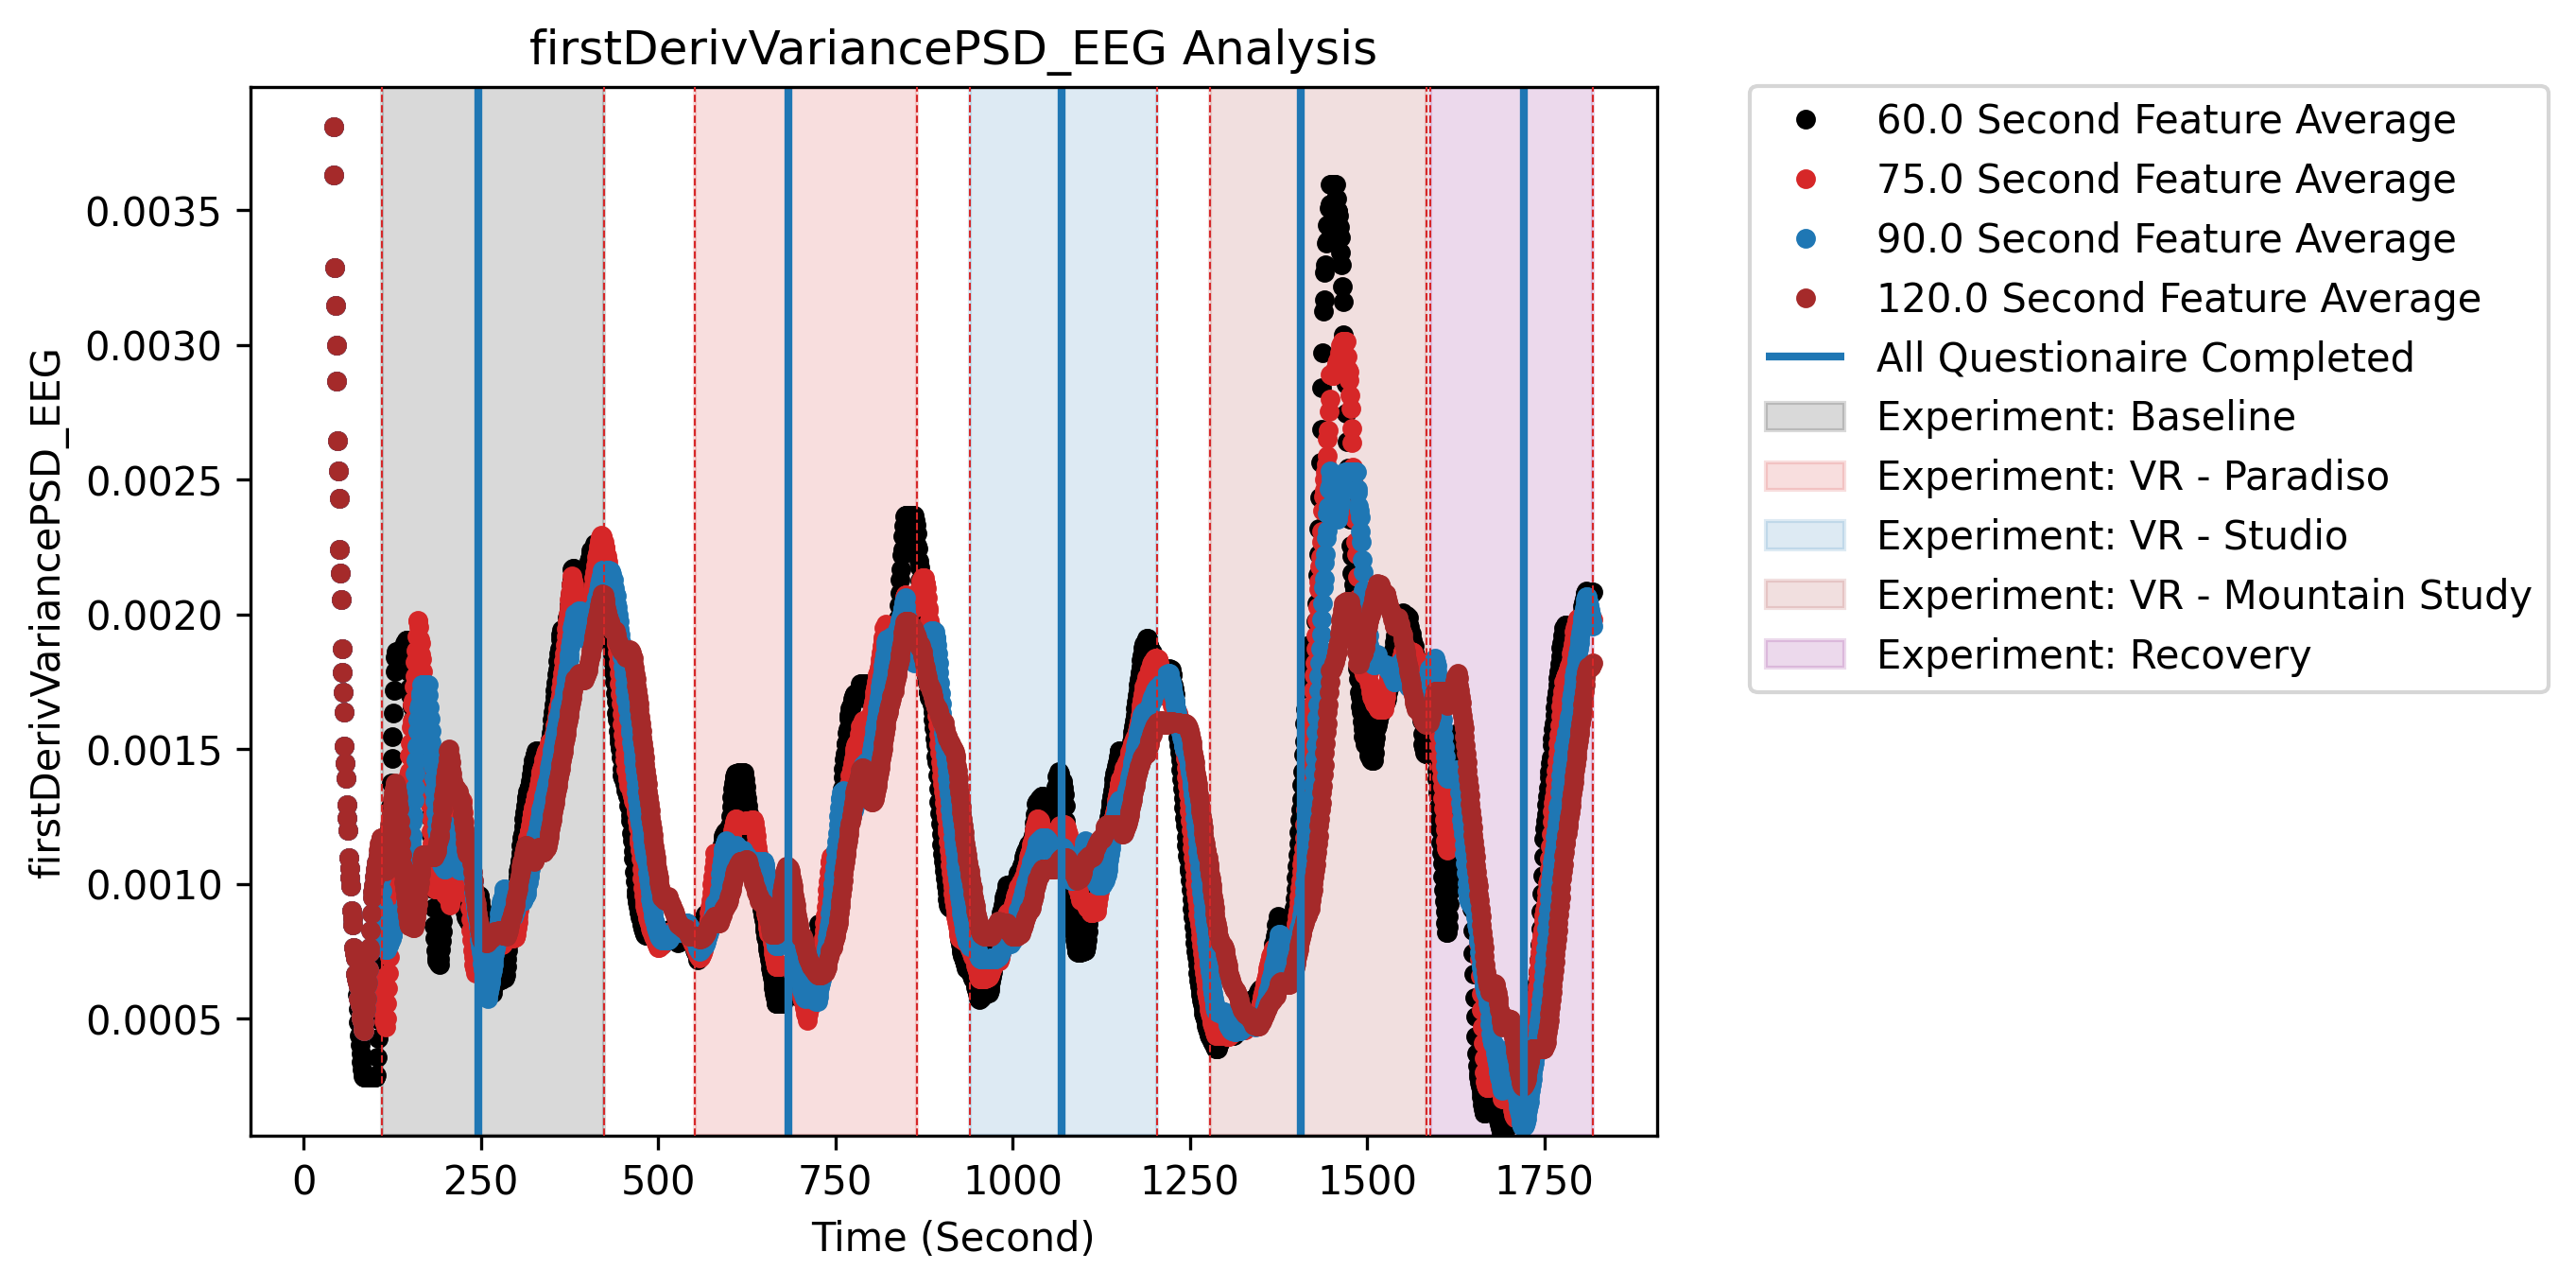 firstDerivVariancePSD_EEG Analysis
firstDerivVariancePSD_EEG
0.0035
0.0030
0.0025
0.0020
0.0015
0.0010
0.0005
0 250 500 750 1000 1250 1500 1750
Time (Second)
60.0 Second Feature Average
75.0 Second Feature Average
90.0 Second Feature Average
120.0 Second Feature Average
All Questionaire Completed
Experiment: Baseline
Experiment: VR - Paradiso
Experiment: VR - Studio
Experiment: VR - Mountain Study
Experiment: Recovery